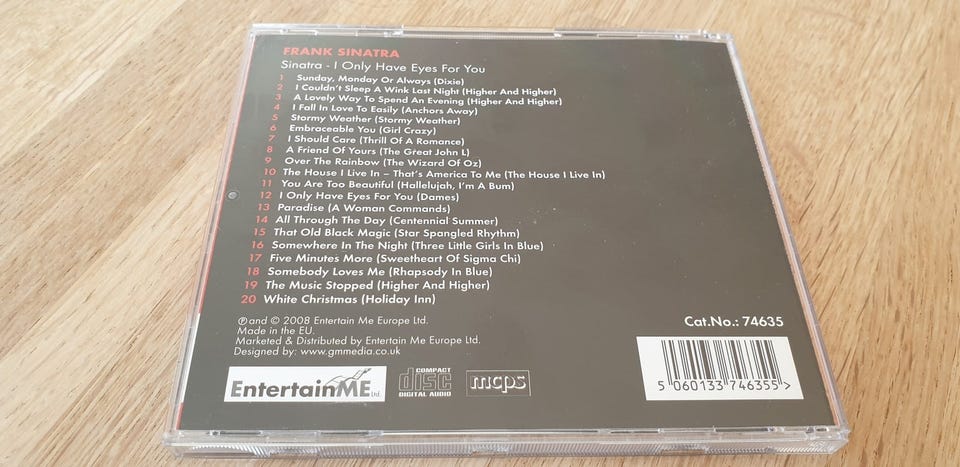 FRANK SINATRA
Sinatra - I Only Have Eyes For You
1 Sunday, Monday Or Always (Dixie)
2 I Couldn't Sleep A Wink Last Night (Higher And Higher)
3 A Lovely Way To Spend An Evening (Higher And Higher)
4 I Fall In Love To Easily (Anchors Away)
5 Stormy Weather (Stormy Weather)
6 Embraceable You (Girl Crazy)
7 I Should Care (Thrill Of A Romance)
8 A Friend Of Yours (The Great John L)
9 Over The Rainbow (The Wizard Of Oz)
10 The House I Live In – That's America To Me (The House I Live In)
11 You Are Too Beautiful (Hallelujah, I'm A Bum)
12 I Only Have Eyes For You (Dames)
13 Paradise (A Woman Commands)
14 All Through The Day (Centennial Summer)
15 That Old Black Magic (Star Spangled Rhythm)
16 Somewhere In The Night (Three Little Girls In Blue)
17 Five Minutes More (Sweetheart Of Sigma Chi)
18 Somebody Loves Me (Rhapsody In Blue)
19 The Music Stopped (Higher And Higher)
20 White Christmas (Holiday Inn)
℗ and © 2008 Entertain Me Europe Ltd.
Made in the EU.
Marketed & Distributed by Entertain Me Europe Ltd.
Designed by: www.gmmedia.co.uk
Cat.No.: 74635
EntertainME Ltd.
COMPACT
disc
DIGITAL AUDIO
mcps
5 060133 746355 >